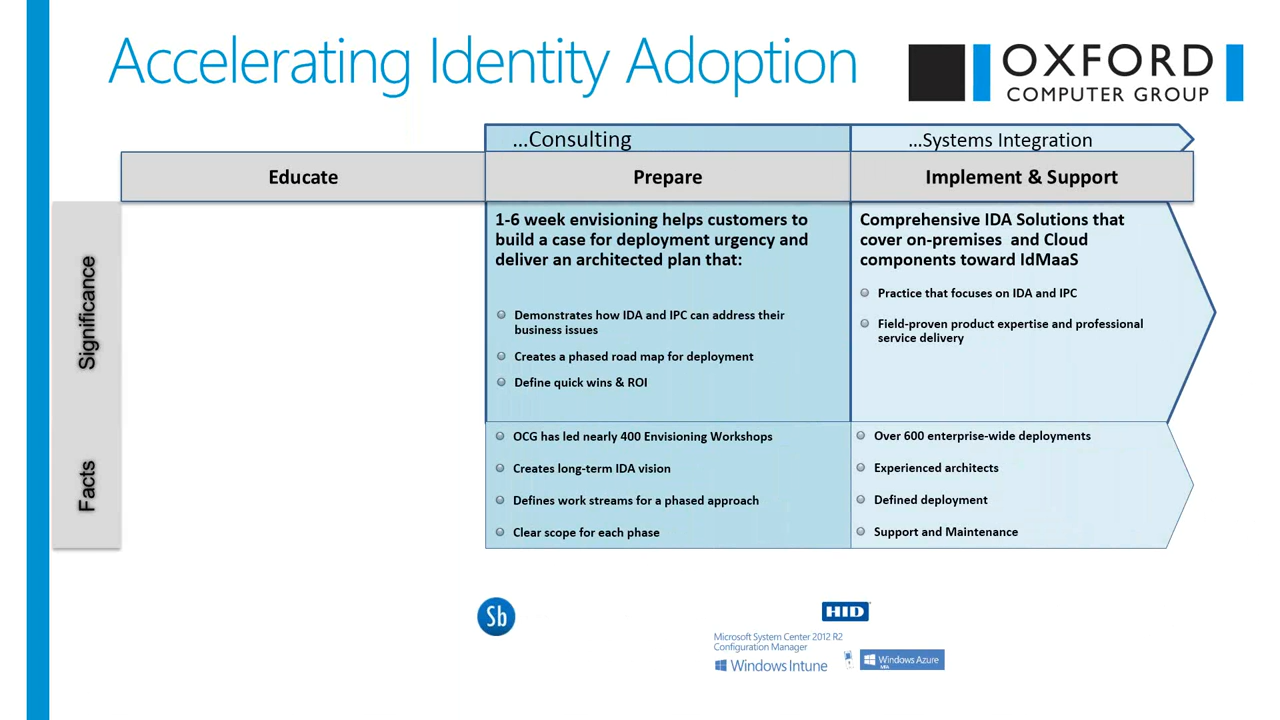 Accelerating Identity Adoption
OXFORD
COMPUTER GROUP
...Consulting
...Systems Integration
Educate
Prepare
Implement & Support
Significance
1-6 week envisioning helps customers to
build a case for deployment urgency and
deliver an architected plan that:
Demonstrates how IDA and IPC can address their
business issues
Creates a phased road map for deployment
Define quick wins & ROI
Comprehensive IDA Solutions that
cover on-premises and Cloud
components toward IdMaaS
Practice that focuses on IDA and IPC
Field-proven product expertise and professional
service delivery
Facts
OCG has led nearly 400 Envisioning Workshops
Creates long-term IDA vision
Defines work streams for a phased approach
Clear scope for each phase
Over 600 enterprise-wide deployments
Experienced architects
Defined deployment
Support and Maintenance
Sb
HID
Microsoft System Center 2012 R2
Configuration Manager
Windows Intune
Windows Azure
MFA